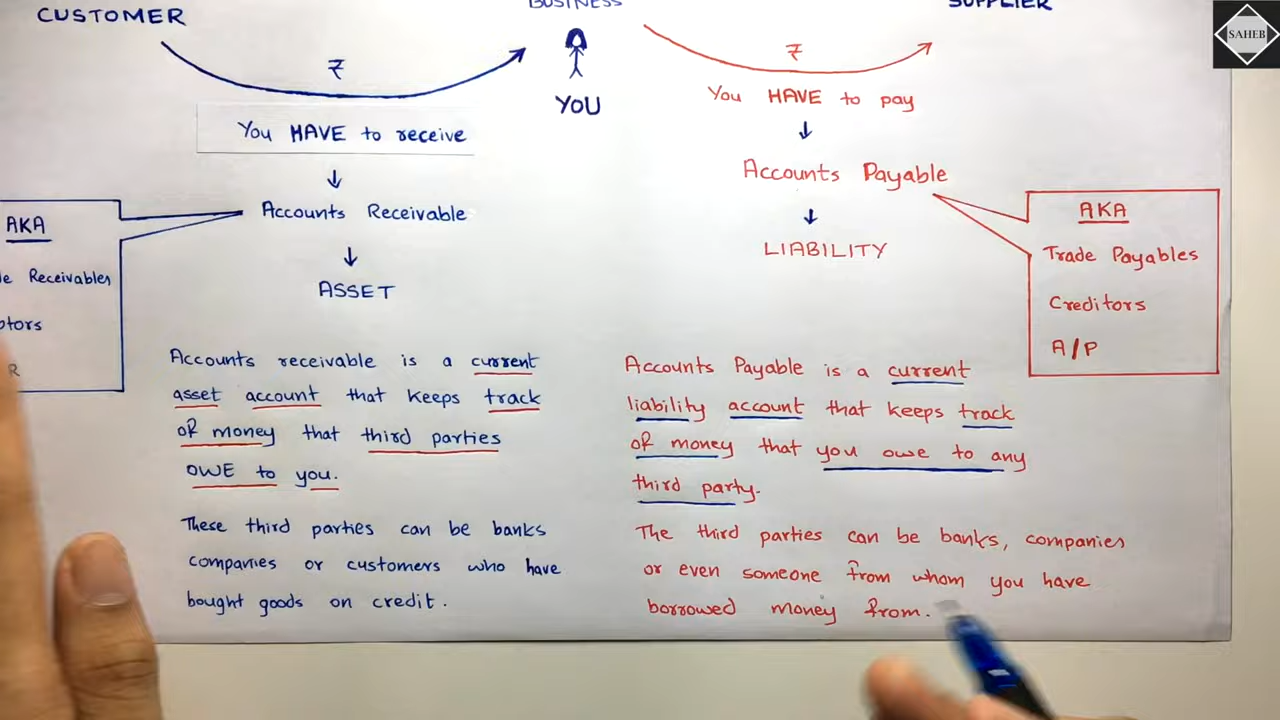 CUSTOMER
BUSINESS
SUPPLIER
SAHEB
₹
₹
YOU
You HAVE to receive
You HAVE to pay
Accounts Receivable
Accounts Payable
ASSET
LIABILITY
AKA
Receivables
AKA
Trade Payables
Creditors
A/P
Accounts receivable is a current
asset account that keeps track
of money that third parties
OWE to you.
These third parties can be banks
companies or customers who have
bought goods on credit.
Accounts Payable is a current
liability account that keeps track
of money that you owe to any
third party.
The third parties can be banks, companies
or even someone from whom you have
borrowed money from.